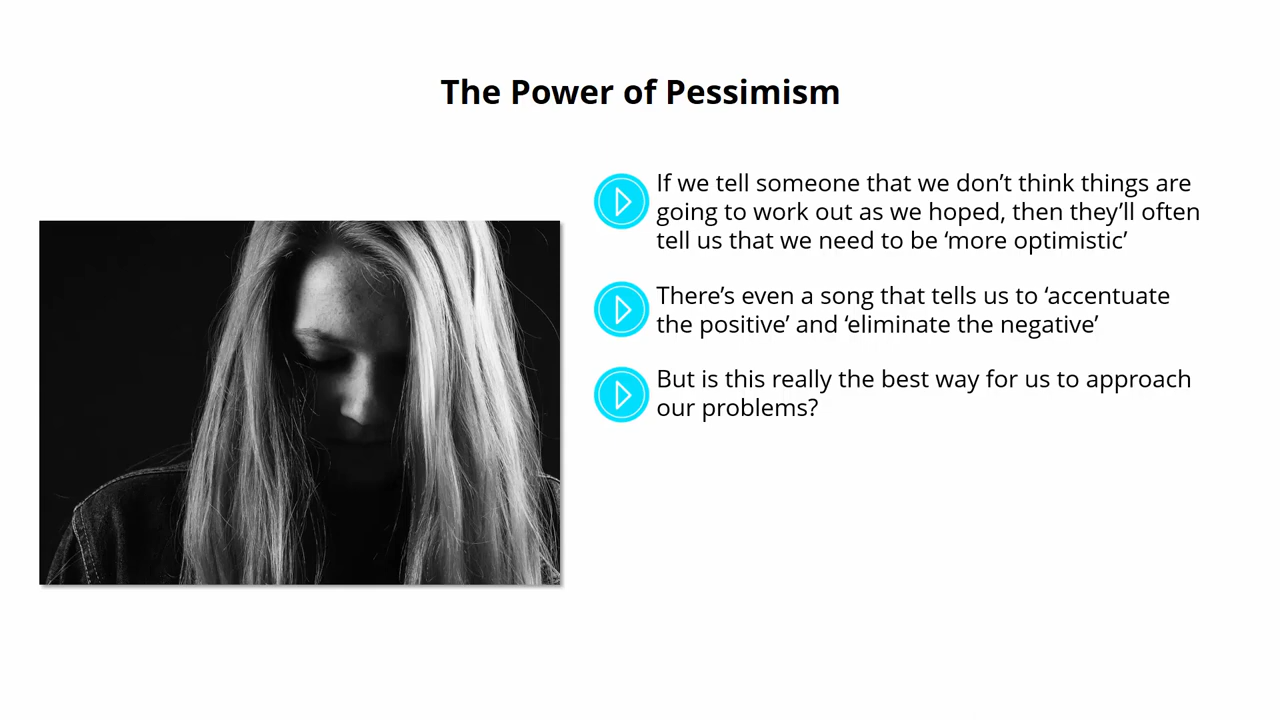 The Power of Pessimism
If we tell someone that we don’t think things are
going to work out as we hoped, then they’ll often
tell us that we need to be ‘more optimistic’
There’s even a song that tells us to ‘accentuate
the positive’ and ‘eliminate the negative’
But is this really the best way for us to approach
our problems?